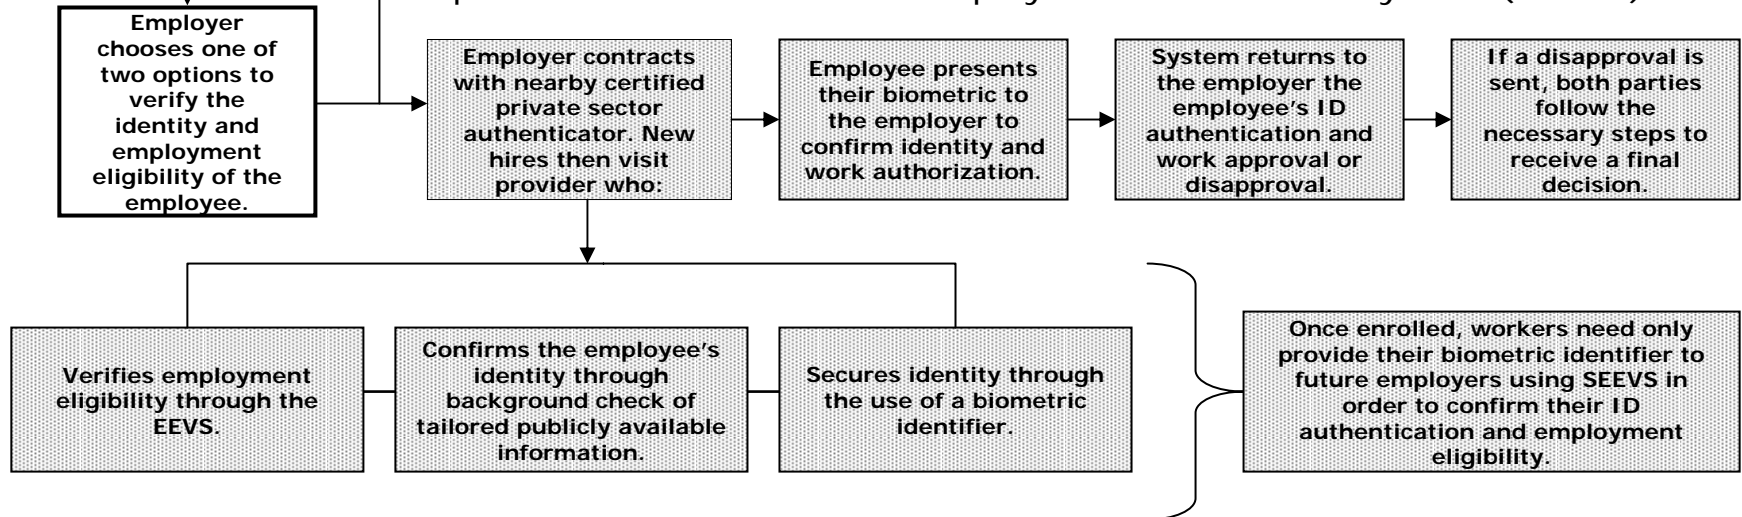 Employer
chooses one of
two options to
verify the
identity and
employment
eligibility of the
employee.
Employer contracts
with nearby certified
private sector
authenticator. New
hires then visit
provider who:
Employee presents
their biometric to
the employer to
confirm identity and
work authorization.
System returns to
the employer the
employee's ID
authentication and
work approval or
disapproval.
If a disapproval is
sent, both parties
follow the
necessary steps to
receive a final
decision.
Verifies employment
eligibility through the
EEVS.
Confirms the employee's
identity through
background check of
tailored publicly available
information.
Secures identity through
the use of a biometric
identifier.
Once enrolled, workers need only
provide their biometric identifier to
future employers using SEEVS in
order to confirm their ID
authentication and employment
eligibility.